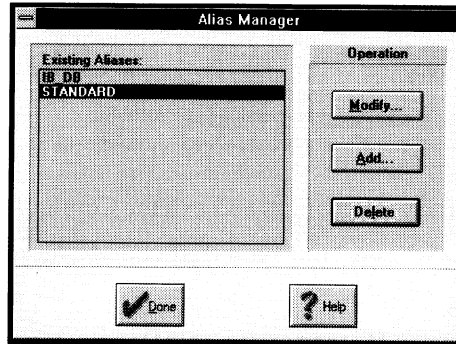 Alias Manager
Existing Aliases:
IB_DB
STANDARD
Operation
Modify...
Add...
Delete
Done
Help